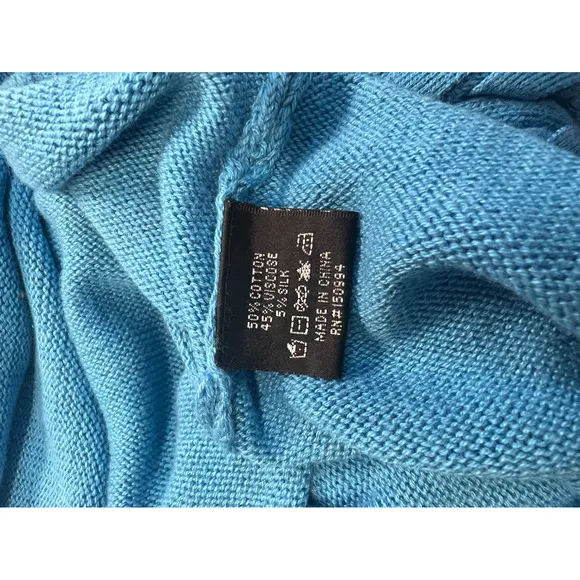 50% COTTON
45% VISCOSE
5% SILK
MADE IN CHINA
RN#150994